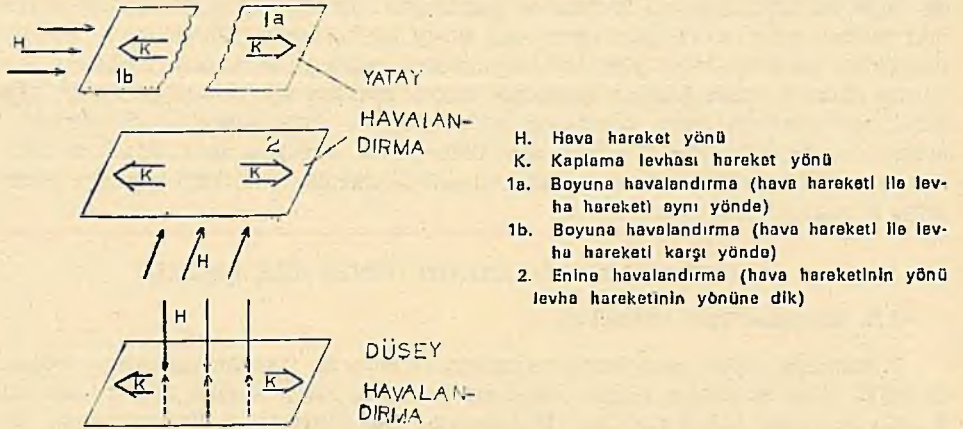 1a
H
K
K
1b
YATAY
HAVALAN-
DIRMA
2
K
K
H
H
DÜSEY
K
K
HAVALAN-
DIRMA
H. Hava hareket yönü
K. Kaplama levhası hareket yönü
1a. Boyuna havalandırma (hava hareketi ile lev-
ha hareketi aynı yönde)
1b. Boyuna havalandırma (hava hareketi ile lev-
ha hareketi karşı yönde)
2. Enine havalandırma (hava hareketinin yönü
levha hareketinin yönüne dik)